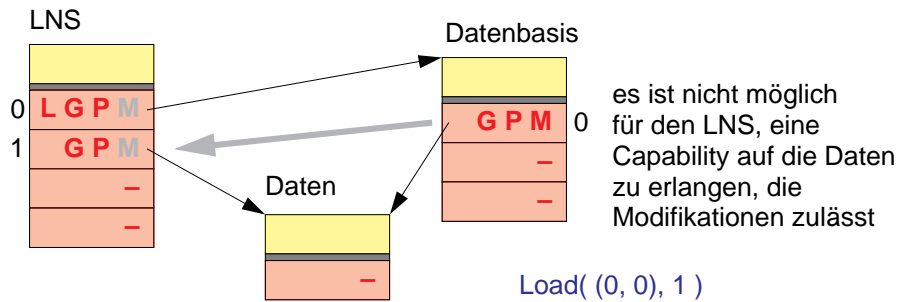 LNS
Datenbasis
0 L G P M
G P M 0
1 G P M
–
–
–
–
Daten
–
es ist nicht möglich
für den LNS, eine
Capability auf die Daten
zu erlangen, die
Modifikationen zulässt
Load( (0, 0), 1 )